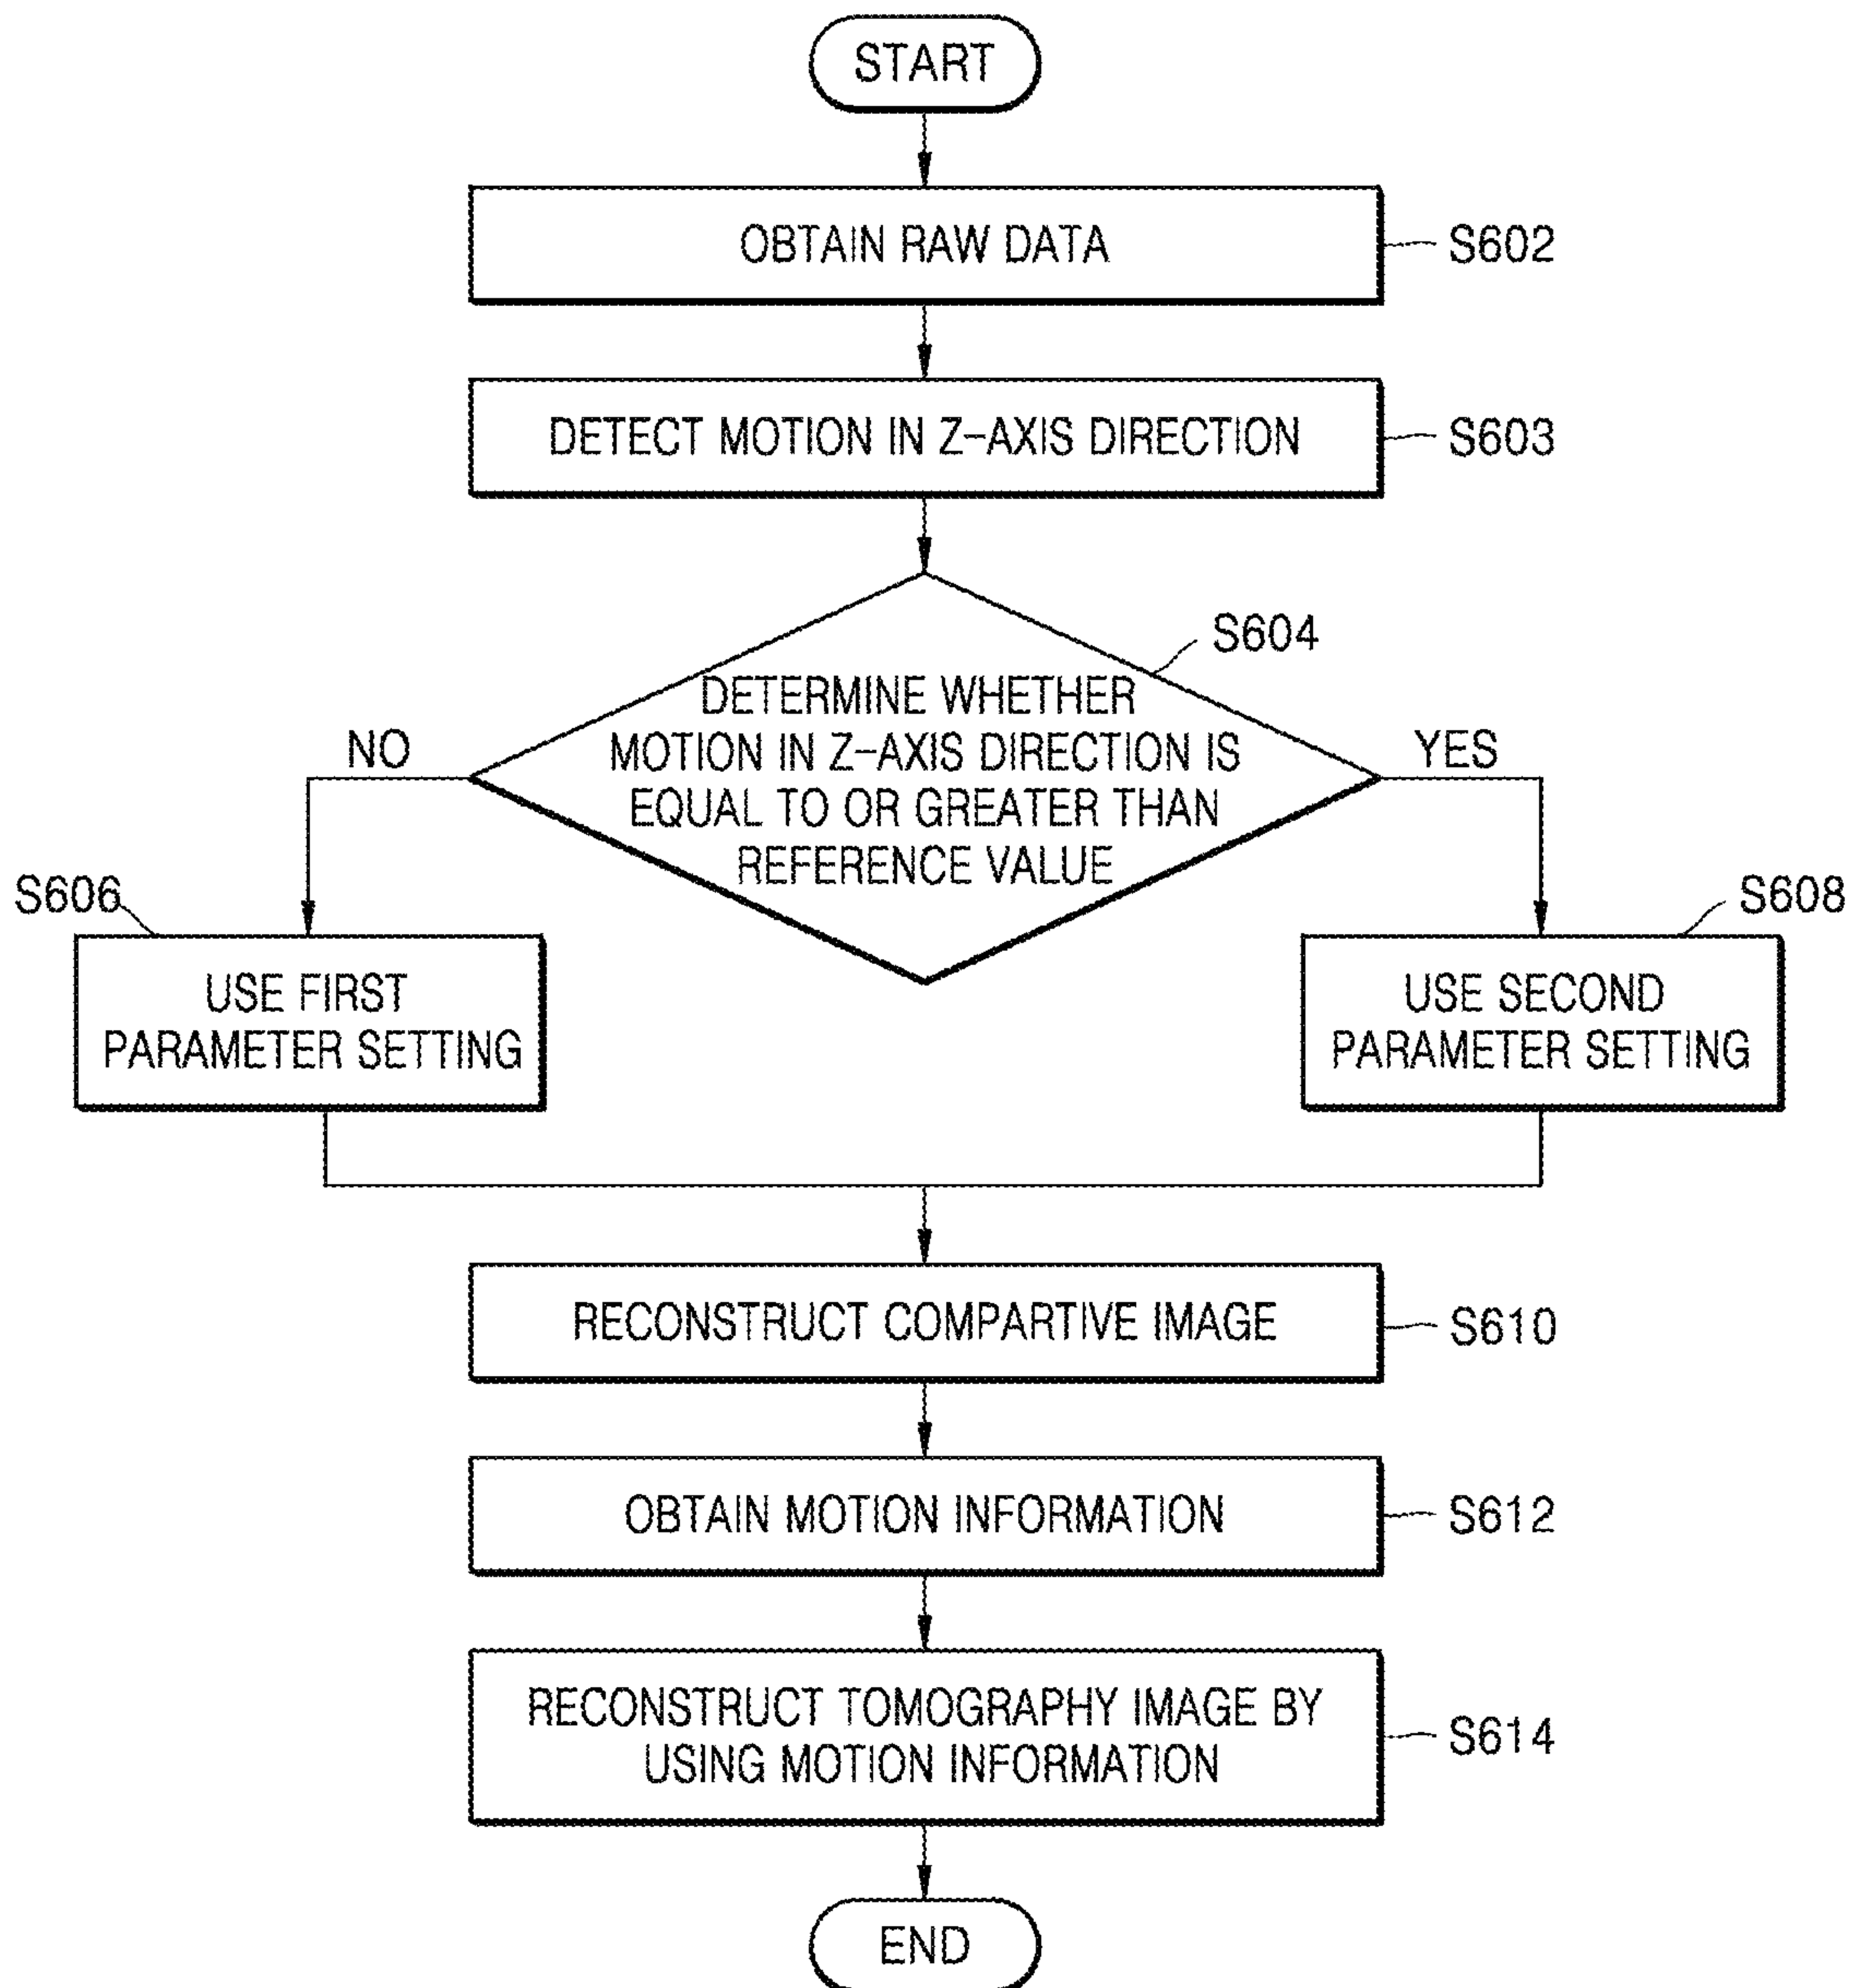 START
OBTAIN RAW DATA
S602
DETECT MOTION IN Z-AXIS DIRECTION
S603
S604
DETERMINE WHETHER
MOTION IN Z-AXIS DIRECTION IS
EQUAL TO OR GREATER THAN
REFERENCE VALUE
NO
YES
S606
USE FIRST
PARAMETER SETTING
S608
USE SECOND
PARAMETER SETTING
RECONSTRUCT COMPARTIVE IMAGE
S610
OBTAIN MOTION INFORMATION
S612
RECONSTRUCT TOMOGRAPHY IMAGE BY
USING MOTION INFORMATION
S614
END